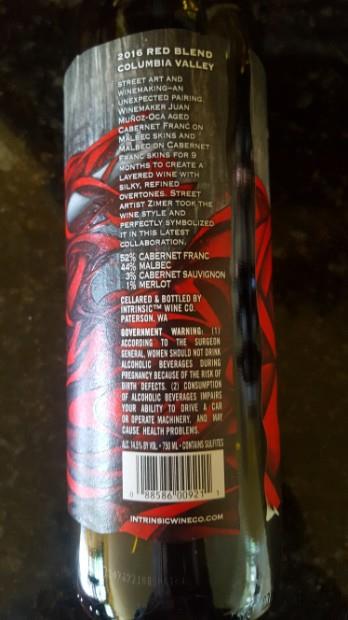 2016 RED BLEND
COLUMBIA VALLEY
STREET ART AND
WINEMAKING—AN
UNEXPECTED PAIRING.
WINEMAKER JUAN
MUÑOZ-OCA AGED
CABERNET FRANC ON
MALBEC SKINS AND
MALBEC ON CABERNET
FRANC SKINS FOR 9
MONTHS TO CREATE A
LAYERED WINE WITH
SILKY, REFINED
OVERTONES. STREET
ARTIST ZIMER TOOK THE
WINE STYLE AND
PERFECTLY SYMBOLIZED
IT IN THIS LATEST
COLLABORATION.
52% CABERNET FRANC
44% MALBEC
3% CABERNET SAUVIGNON
1% MERLOT
CELLARED & BOTTLED BY
INTRINSIC™ WINE CO.
PATERSON, WA
GOVERNMENT WARNING: (1)
ACCORDING TO THE SURGEON
GENERAL, WOMEN SHOULD NOT DRINK
ALCOHOLIC BEVERAGES DURING
PREGNANCY BECAUSE OF THE RISK OF
BIRTH DEFECTS. (2) CONSUMPTION
OF ALCOHOLIC BEVERAGES IMPAIRS
YOUR ABILITY TO DRIVE A CAR
OR OPERATE MACHINERY, AND MAY
CAUSE HEALTH PROBLEMS.
ALC 14.5% BY VOL • 750 ML • CONTAINS SULFITES
0 88586 00921 1
INTRINSICWINECO.COM